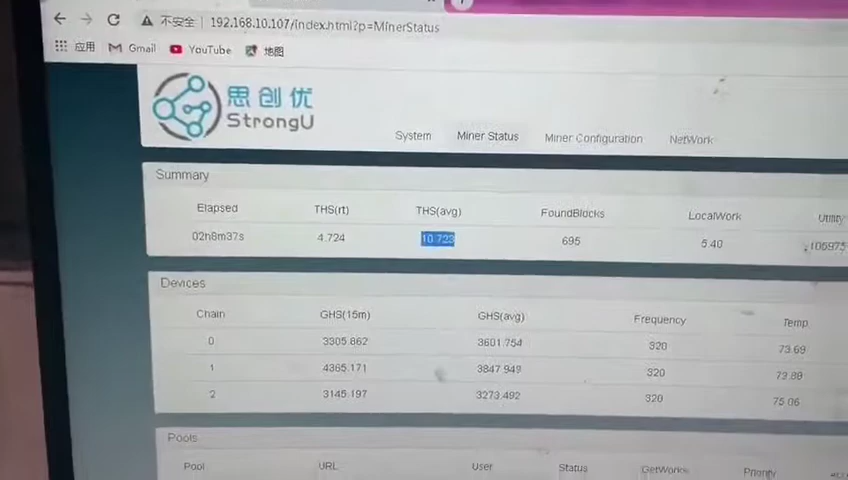 不安全 | 192.168.10.107/index.html?p=MinerStatus
应用 Gmail YouTube 地图
思创优
StrongU
System Miner Status Miner Configuration NetWork
Summary
Elapsed THS(rt) THS(avg) FoundBlocks LocalWork Utility
02h8m37s 4.724 10.723 695 5.40
Devices
Chain GHS(15m) GHS(avg) Frequency Temp
0 3305.862 3601.754 320 73.69
1 4365.171 3847.949 320
2 3145.197 3273.492 320 75.06
Pools
Pool URL User Status GetWorks Priority